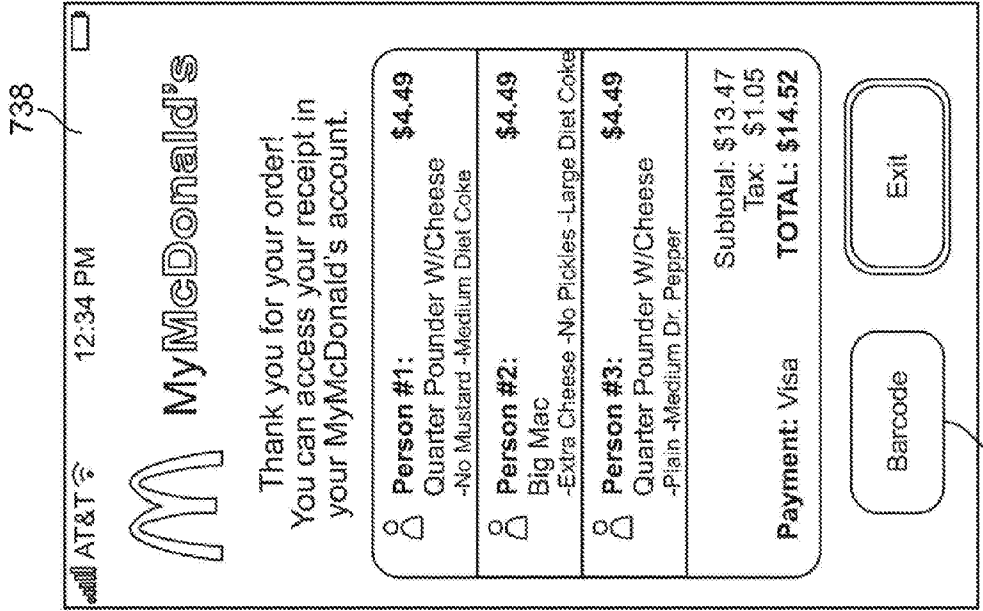 738
AT&T 12:34 PM
MyMcDonald's
Thank you for your order!
You can access your receipt in
your MyMcDonald's account.
Person #1:
Quarter Pounder W/Cheese $4.49
-No Mustard -Medium Diet Coke
Person #2:
Big Mac $4.49
-Extra Cheese -No Pickles -Large Diet Coke
Person #3:
Quarter Pounder W/Cheese $4.49
-Plain -Medium Dr. Pepper
Subtotal: $13.47
Tax: $1.05
Payment: Visa TOTAL: $14.52
Barcode Exit